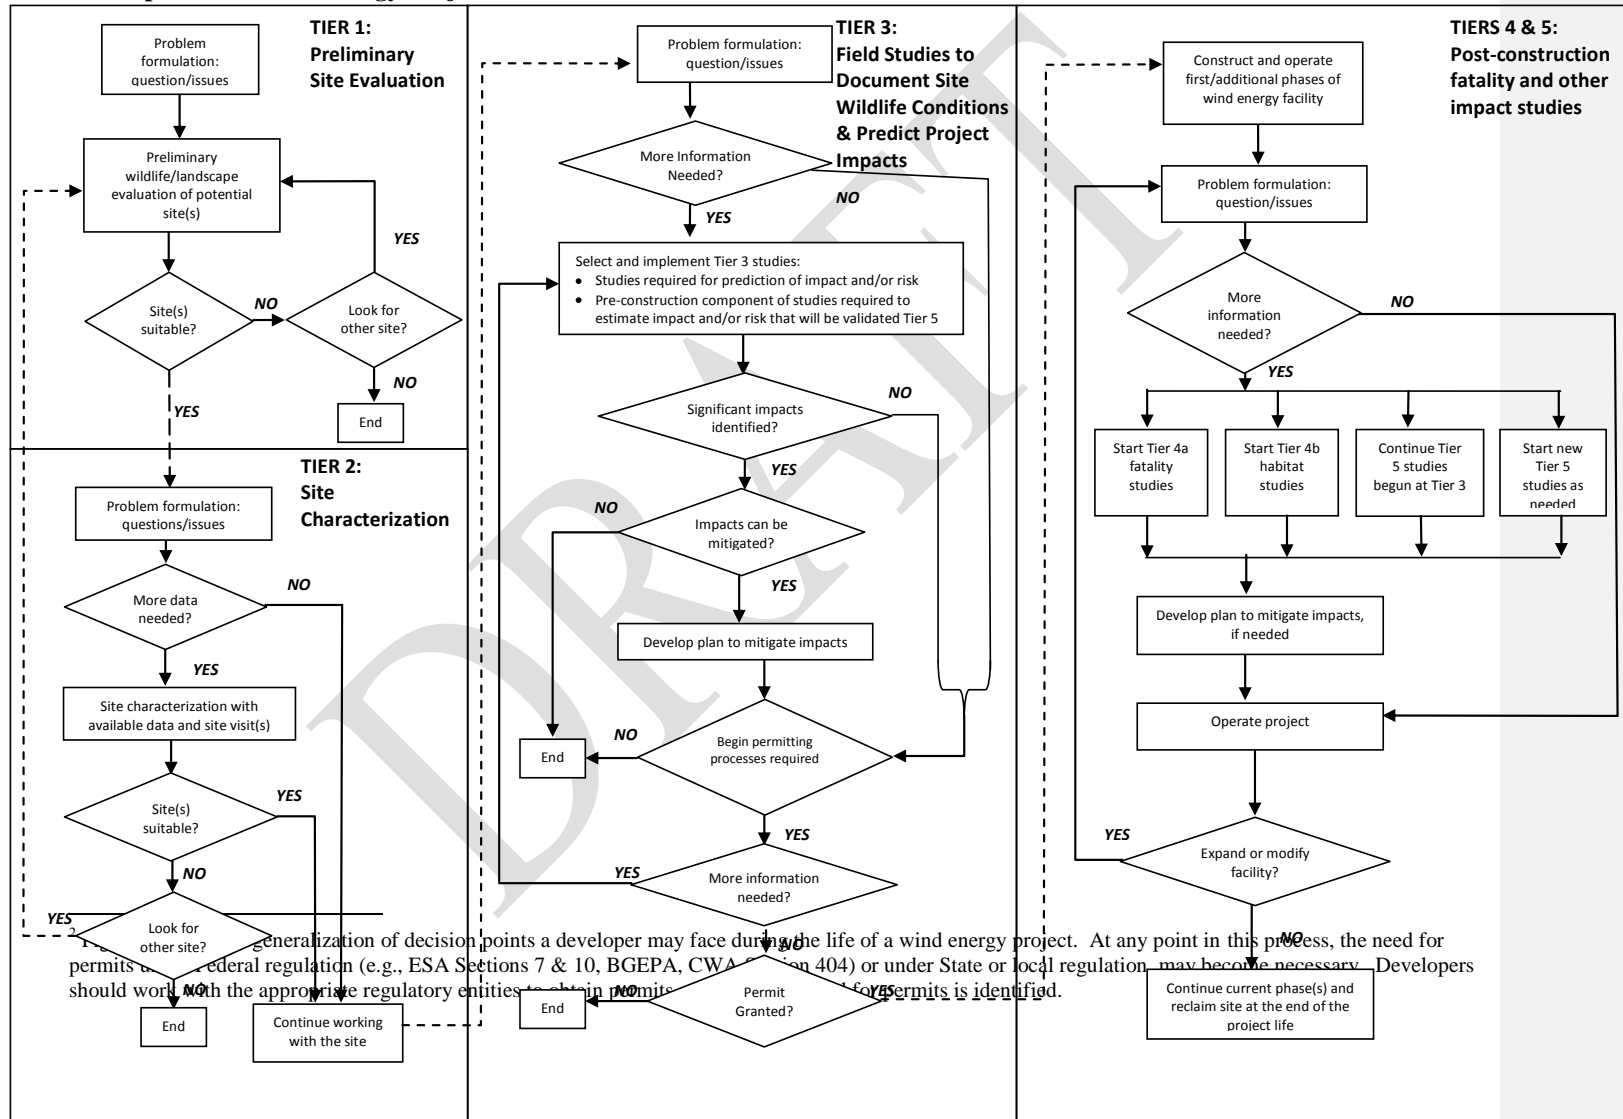 TIER 1:
Preliminary
Site Evaluation
Problem
formulation:
question/issues
Preliminary
wildlife/landscape
evaluation of potential
site(s)
YES
Site(s)
suitable?
NO
Look for
other site?
NO
End
YES
TIER 2:
Site
Characterization
Problem formulation:
questions/issues
NO
More data
needed?
YES
Site characterization with
available data and site visit(s)
Site(s)
suitable?
YES
NO
YES
Look for
other site?
NO
End
Continue working
with the site
TIER 3:
Field Studies to
Document Site
Wildlife Conditions
& Predict Project
Impacts
Problem formulation:
question/issues
More Information
Needed?
NO
YES
Select and implement Tier 3 studies:
• Studies required for prediction of impact and/or risk
• Pre-construction component of studies required to
estimate impact and/or risk that will be validated Tier 5
Significant impacts
identified?
NO
YES
NO
Impacts can be
mitigated?
YES
Develop plan to mitigate impacts
NO
End
Begin permitting
processes required
YES
YES
More information
needed?
NO
NO
End
Permit
Granted?
YES
TIERS 4 & 5:
Post-construction
fatality and other
impact studies
Construct and operate
first/additional phases of
wind energy facility
Problem formulation:
question/issues
More
information
needed?
NO
YES
Start Tier 4a
fatality
studies
Start Tier 4b
habitat
studies
Continue Tier
5 studies
begun at Tier 3
Start new
Tier 5
studies as
needed
Develop plan to mitigate impacts,
if needed
Operate project
YES
Expand or modify
facility?
NO
Continue current phase(s) and
reclaim site at the end of the
project life
DRAFT
2 generalization of decision points a developer may face during the life of a wind energy project. At any point in this process, the need for
permits Federal regulation (e.g., ESA Sections 7 & 10, BGEPA, CWA Section 404) or under State or local regulation, may become necessary. Developers
should work with the appropriate regulatory entities to obtain permits for permits is identified.